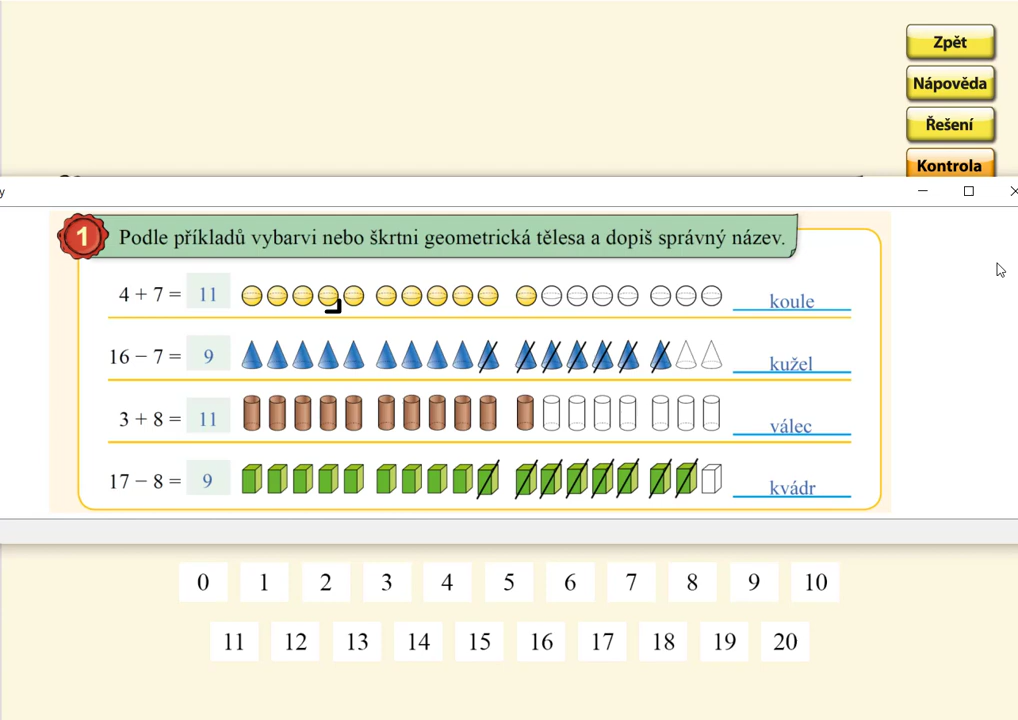 Zpět
Nápověda
Řešení
Kontrola
y
1 Podle příkladů vybarvi nebo škrtni geometrická tělesa a dopiš správný název.
4 + 7 = 11 koule
16 − 7 = 9 kužel
3 + 8 = 11 válec
17 − 8 = 9 kvádr
0 1 2 3 4 5 6 7 8 9 10
11 12 13 14 15 16 17 18 19 20